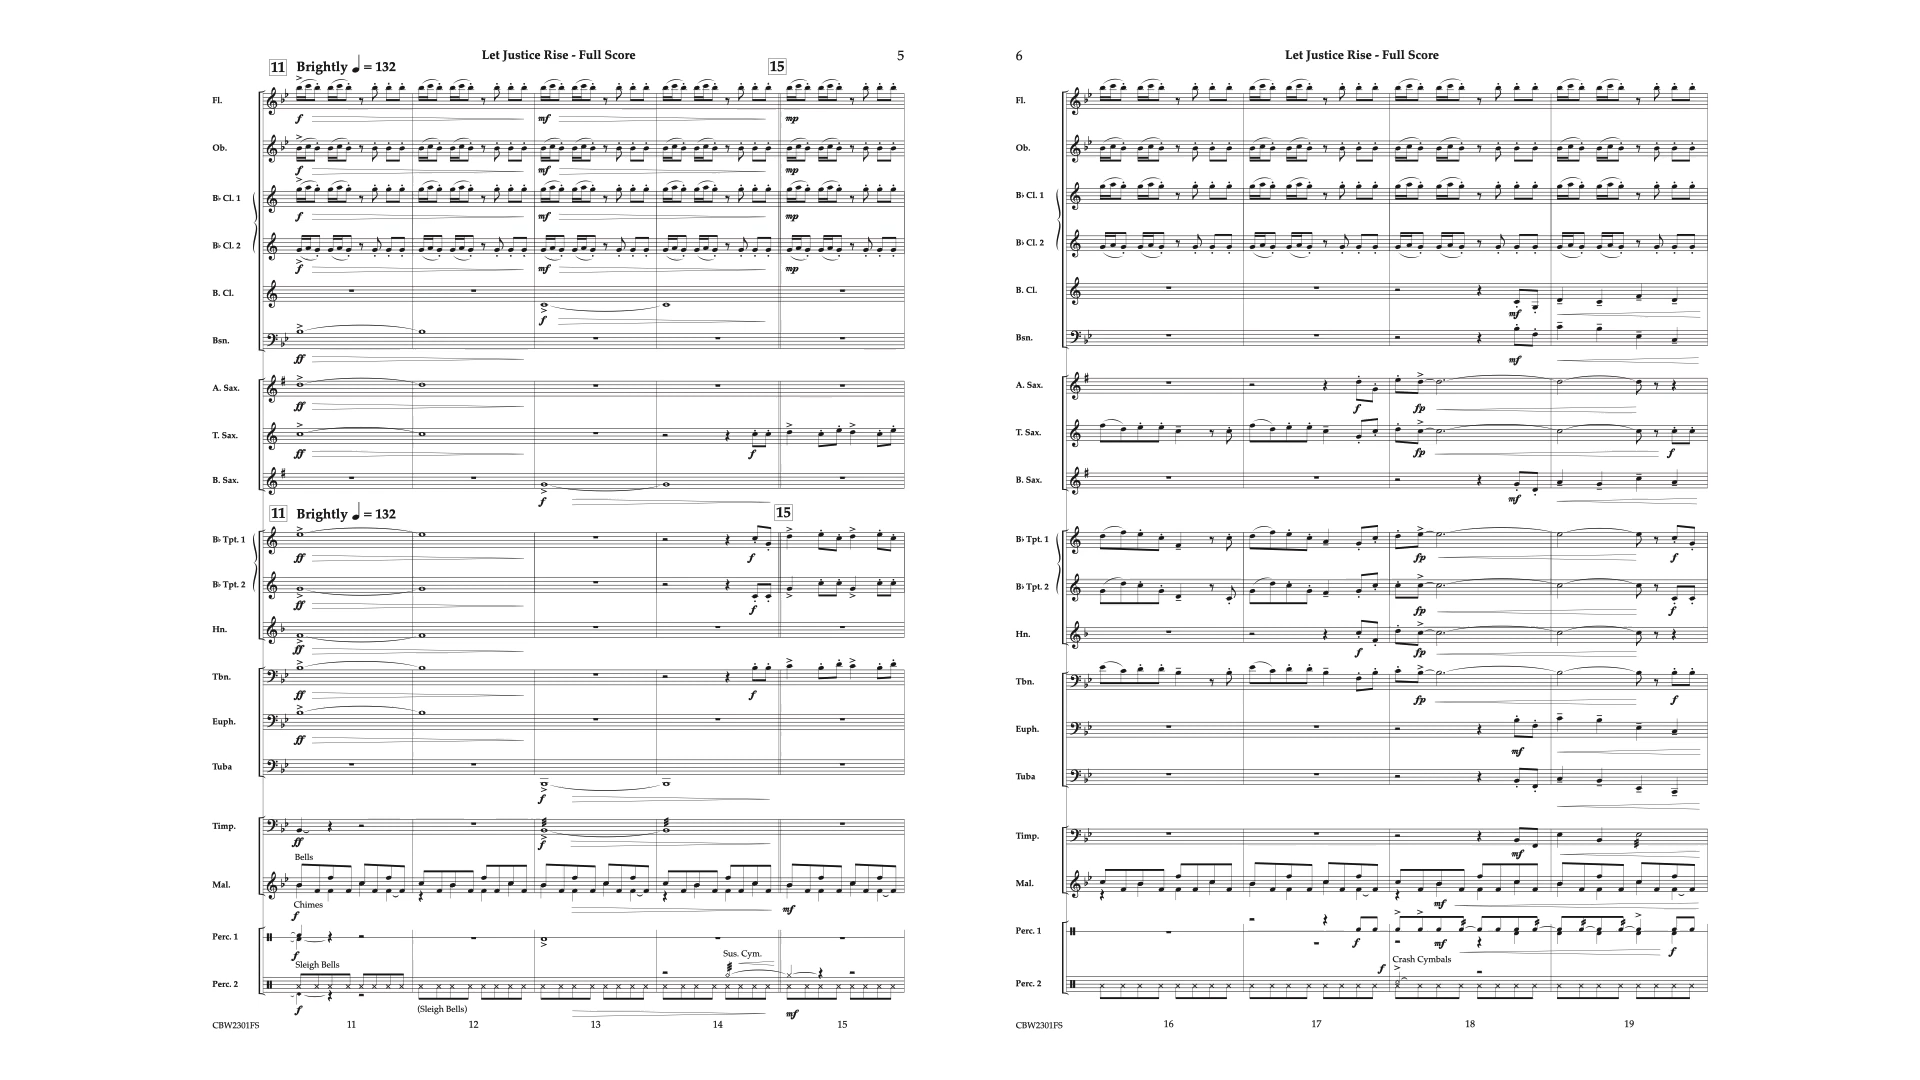 Let Justice Rise - Full Score
5
11 Brightly ♩ = 132
15
Fl.
f
mf
mp
Ob.
f
mf
mp
B♭ Cl. 1
f
mf
mp
B♭ Cl. 2
f
mf
mp
B. Cl.
f
Bsn.
ff
A. Sax.
ff
T. Sax.
ff
f
B. Sax.
f
11 Brightly ♩ = 132
15
B♭ Tpt. 1
ff
f
B♭ Tpt. 2
ff
f
Hn.
ff
Tbn.
ff
f
Euph.
ff
Tuba
f
Timp.
ff
f
Bells
Mal.
Chimes
f
mf
Perc. 1
f
Sus. Cym.
Sleigh Bells
Perc. 2
f
(Sleigh Bells)
mf
CBW2301FS
11
12
13
14
15
6
Let Justice Rise - Full Score
Fl.
Ob.
B♭ Cl. 1
B♭ Cl. 2
B. Cl.
mf
Bsn.
mf
A. Sax.
f
fp
T. Sax.
fp
f
B. Sax.
mf
B♭ Tpt. 1
fp
f
B♭ Tpt. 2
fp
f
Hn.
f
fp
Tbn.
fp
f
Euph.
mf
Tuba
Timp.
mf
Mal.
mf
Perc. 1
f
mf
f
Crash Cymbals
f
Perc. 2
CBW2301FS
16
17
18
19